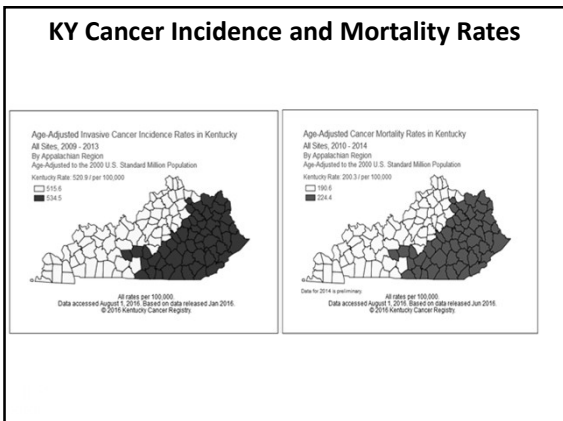 KY Cancer Incidence and Mortality Rates
Age-Adjusted Invasive Cancer Incidence Rates in Kentucky
All Sites, 2009 - 2013
By Appalachian Region
Age-Adjusted to the 2000 U.S. Standard Million Population
Kentucky Rate: 520.9 / per 100,000
515.6
534.5
All rates per 100,000.
Data accessed August 1, 2016. Based on data released Jan 2016.
© 2016 Kentucky Cancer Registry.
Age-Adjusted Cancer Mortality Rates in Kentucky
All Sites, 2010 - 2014
By Appalachian Region
Age-Adjusted to the 2000 U.S. Standard Million Population
Kentucky Rate: 200.3 / per 100,000
190.6
224.4
Data for 2014 is preliminary.
All rates per 100,000.
Data accessed August 1, 2016. Based on data released Jun 2016.
© 2016 Kentucky Cancer Registry.